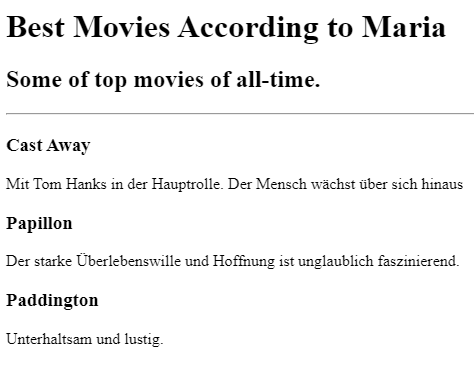 Best Movies According to Maria
Some of top movies of all-time.
Cast Away
Mit Tom Hanks in der Hauptrolle. Der Mensch wächst über sich hinaus
Papillon
Der starke Überlebenswille und Hoffnung ist unglaublich faszinierend.
Paddington
Unterhaltsam und lustig.